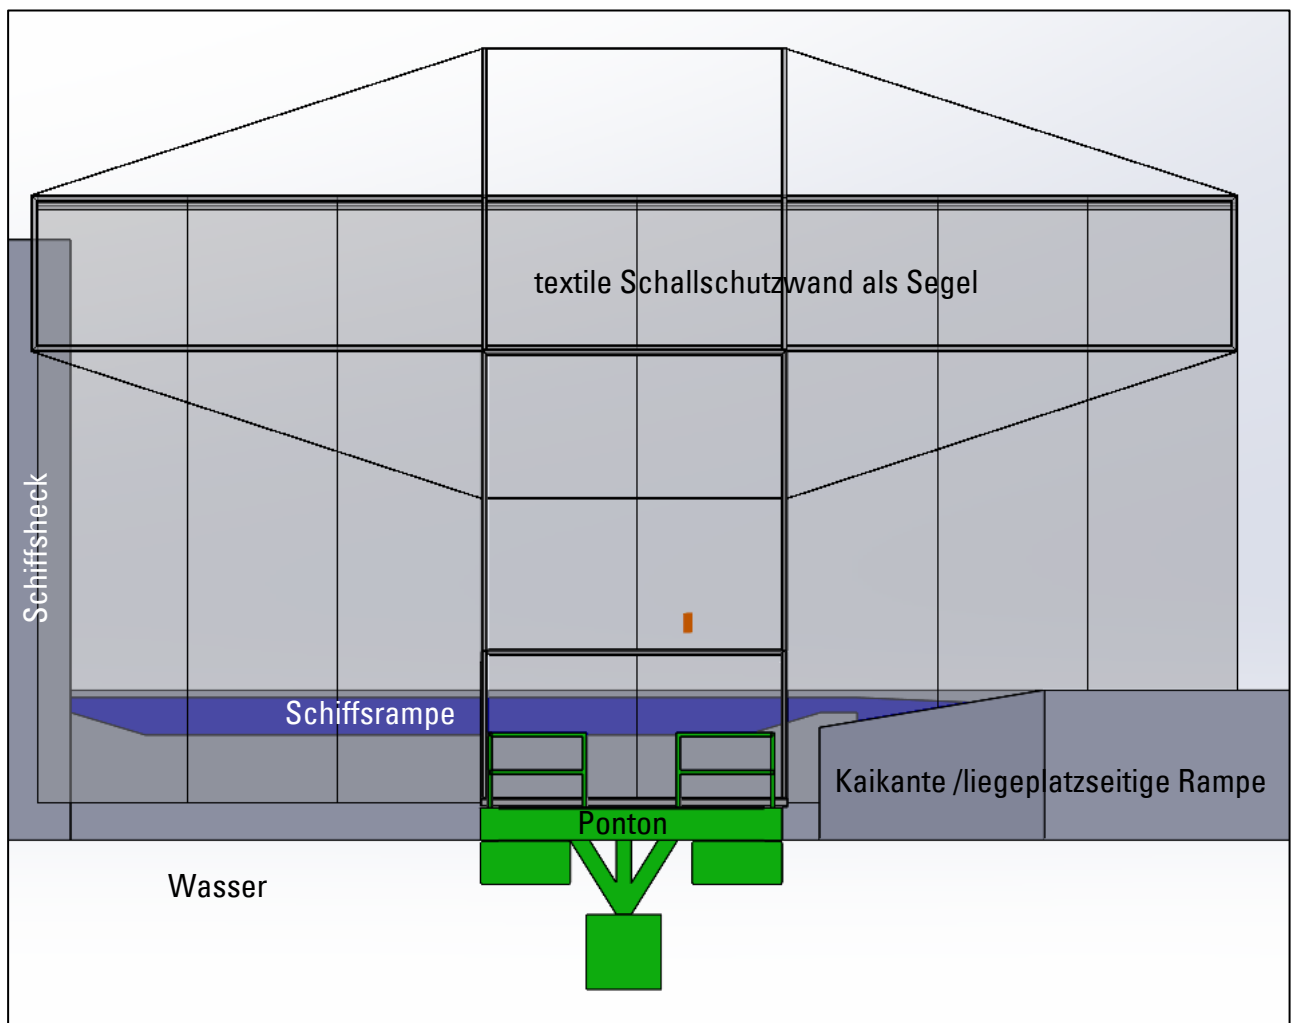 textile Schallschutzwand als Segel
Schiffsheck
Schiffsrampe
Kaikante /liegeplatzseitige Rampe
Ponton
Wasser